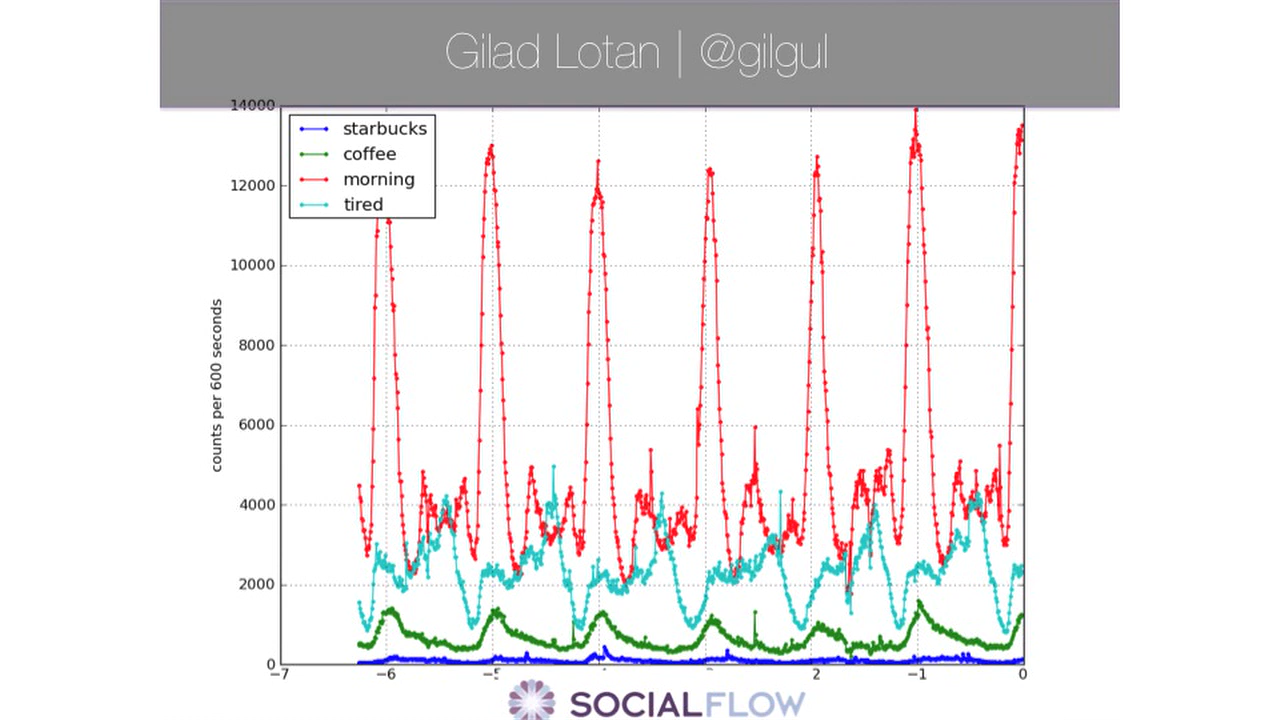 Gilad Lotan | @gilgul
14000
starbucks
coffee
morning
tired
12000
10000
8000
6000
4000
2000
0
counts per 600 seconds
−7 −6 2 −1 0
SOCIALFLOW